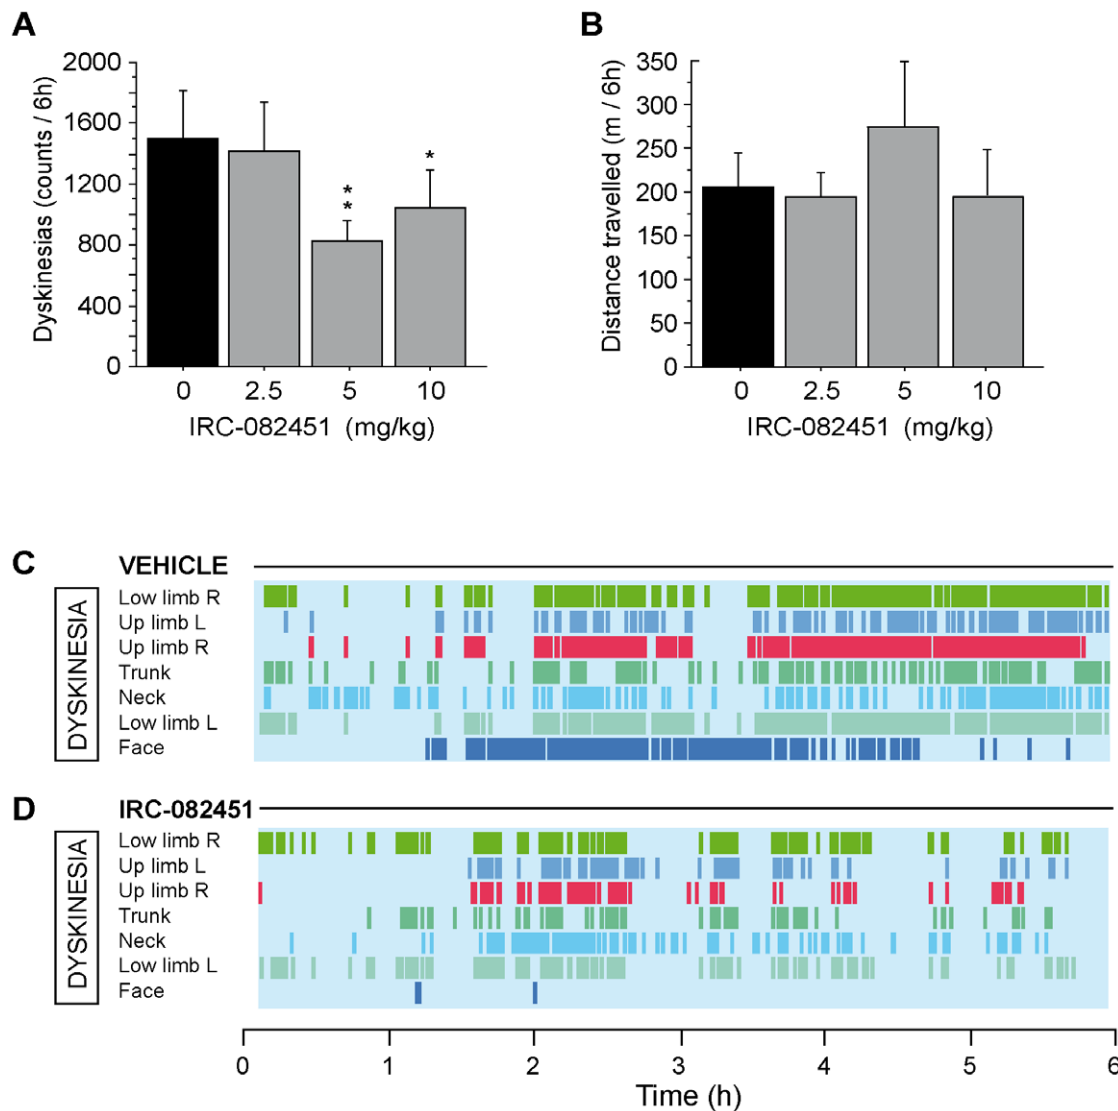 A
B
Dyskinesias (counts / 6h)
2000
1600
1200
800
400
0
*
*
*
0 2.5 5 10
IRC-082451 (mg/kg)
Distance travelled (m / 6h)
350
300
250
200
150
100
50
0
0 2.5 5 10
IRC-082451 (mg/kg)
C
VEHICLE
DYSKINESIA
Low limb R
Up limb L
Up limb R
Trunk
Neck
Low limb L
Face
D
IRC-082451
DYSKINESIA
Low limb R
Up limb L
Up limb R
Trunk
Neck
Low limb L
Face
0 1 2 3 4 5 6
Time (h)